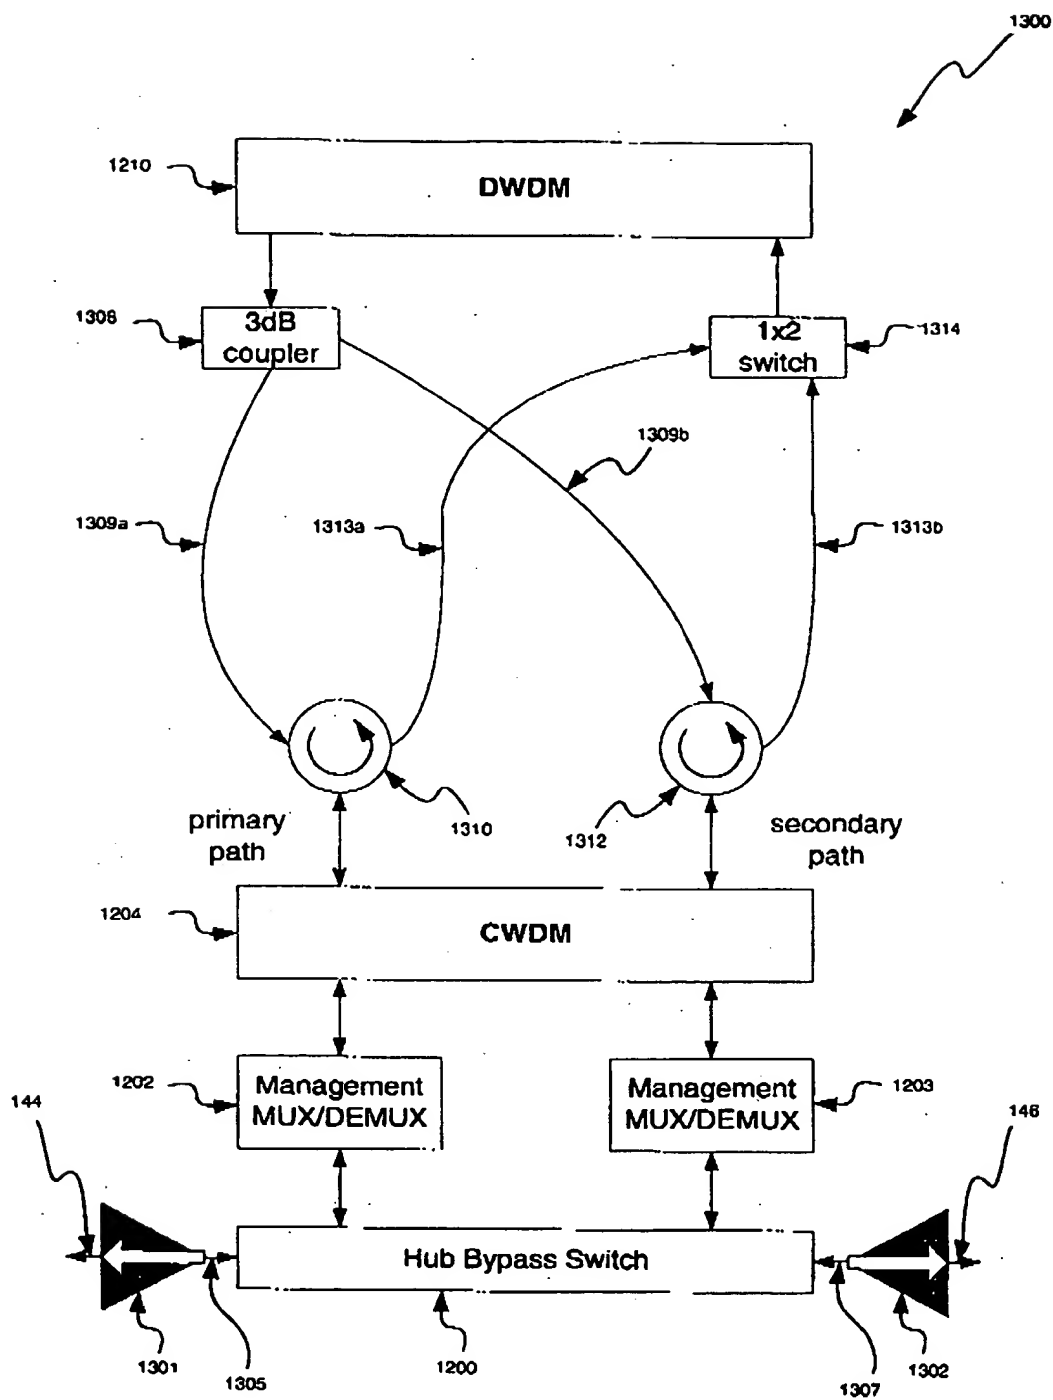 1300
1210
DWDM
1308
3dB
coupler
1x2
switch
1314
1309b
1309a
1313a
1313b
1310
1312
primary
path
secondary
path
1204
CWDM
1202
Management
MUX/DEMUX
Management
MUX/DEMUX
1203
144
146
Hub Bypass Switch
1301
1305
1200
1307
1302